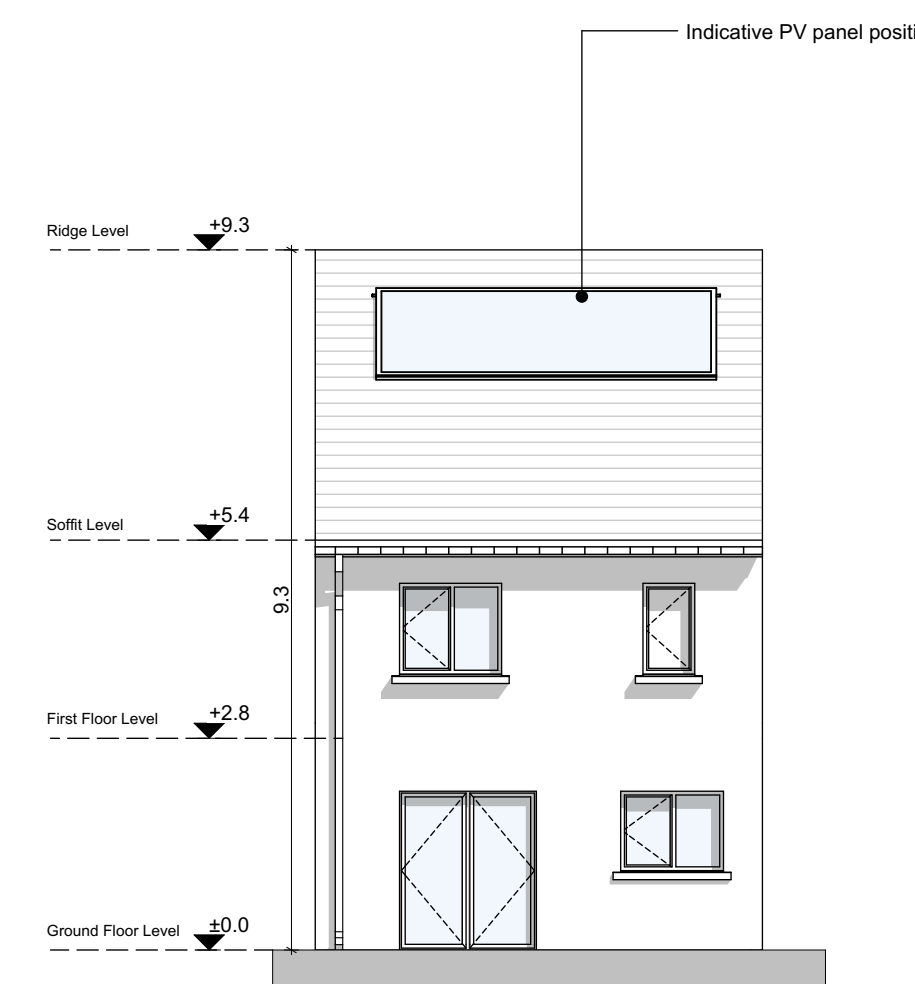 Indicative PV panel positi
Ridge Level +9.3
Soffit Level +5.4
9.3
First Floor Level +2.8
Ground Floor Level ±0.0